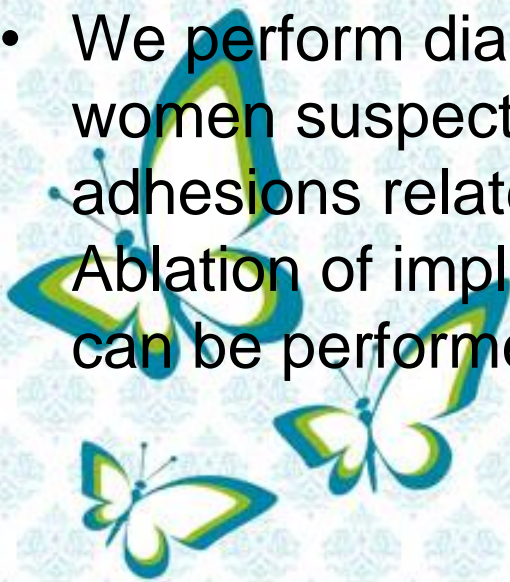 • We perform dia
women suspect
adhesions relat
Ablation of impl
can be perform